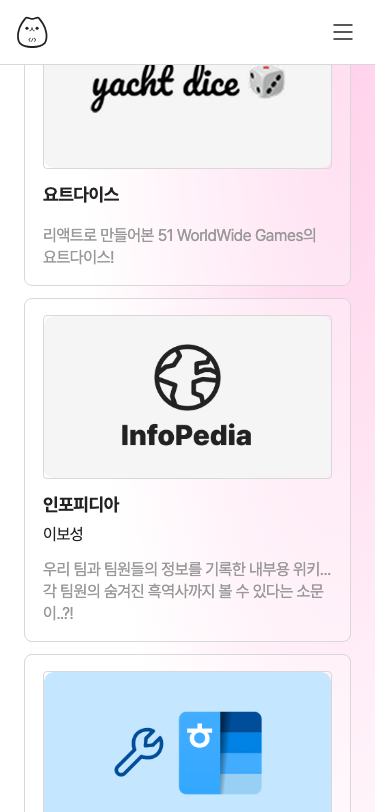 yacht dice
요트다이스
리액트로 만들어본 51 WorldWide Games의
요트다이스!
InfoPedia
인포피디아
이보성
우리 팀과 팀원들의 정보를 기록한 내부용 위키...
각 팀원의 숨겨진 흑역사까지 볼 수 있다는 소문
이..?!
ㅎ